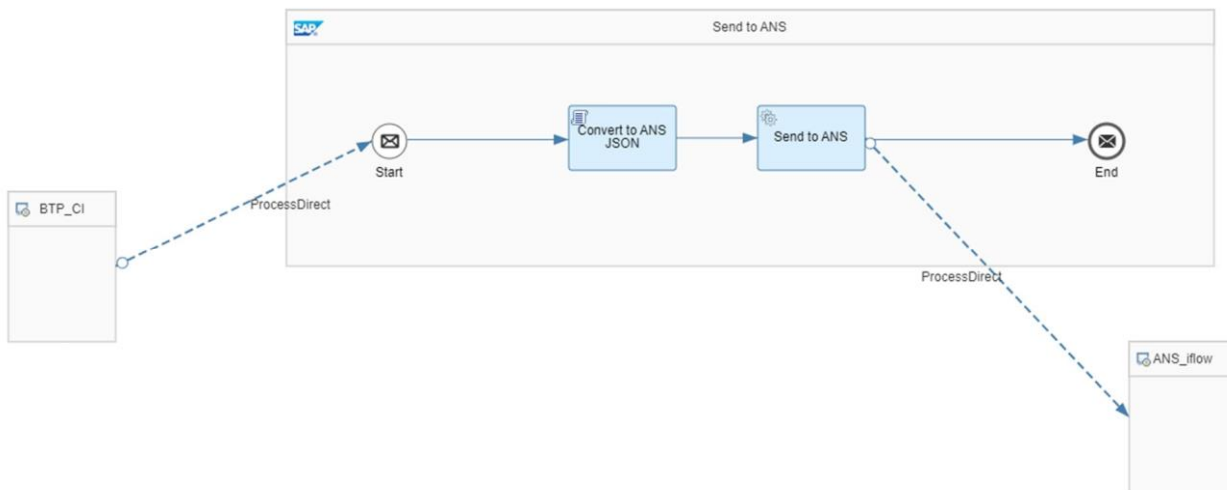 SAP
Send to ANS
Convert to ANS
JSON
Send to ANS
Start
End
BTP_CI
ProcessDirect
ProcessDirect
ANS_iflow